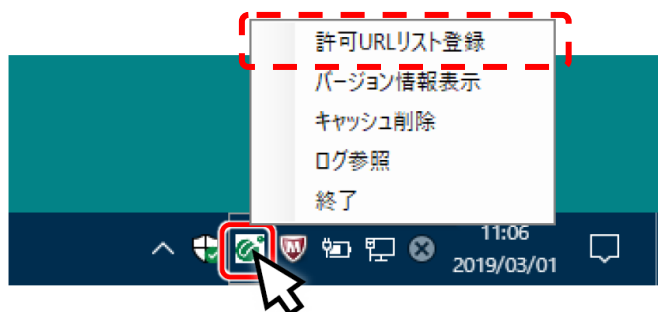 許可URLリスト登録
バージョン情報表示
キャッシュ削除
ログ参照
終了
11:06
2019/03/01